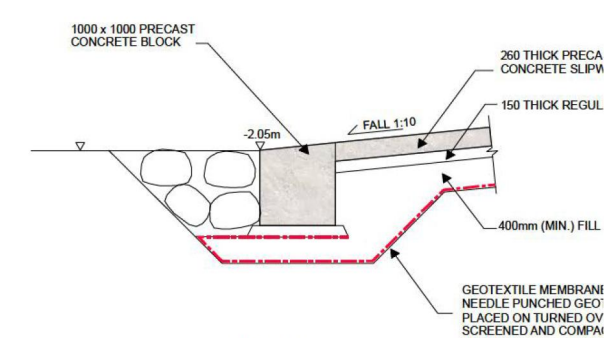 1000 x 1000 PRECAST
CONCRETE BLOCK
260 THICK PRECA
CONCRETE SLIPW
150 THICK REGUL
FALL 1:10
-2.05m
400mm (MIN.) FILL
GEOTEXTILE MEMBRANE
NEEDLE PUNCHED GEOT
PLACED ON TURNED OV
SCREENED AND COMPA